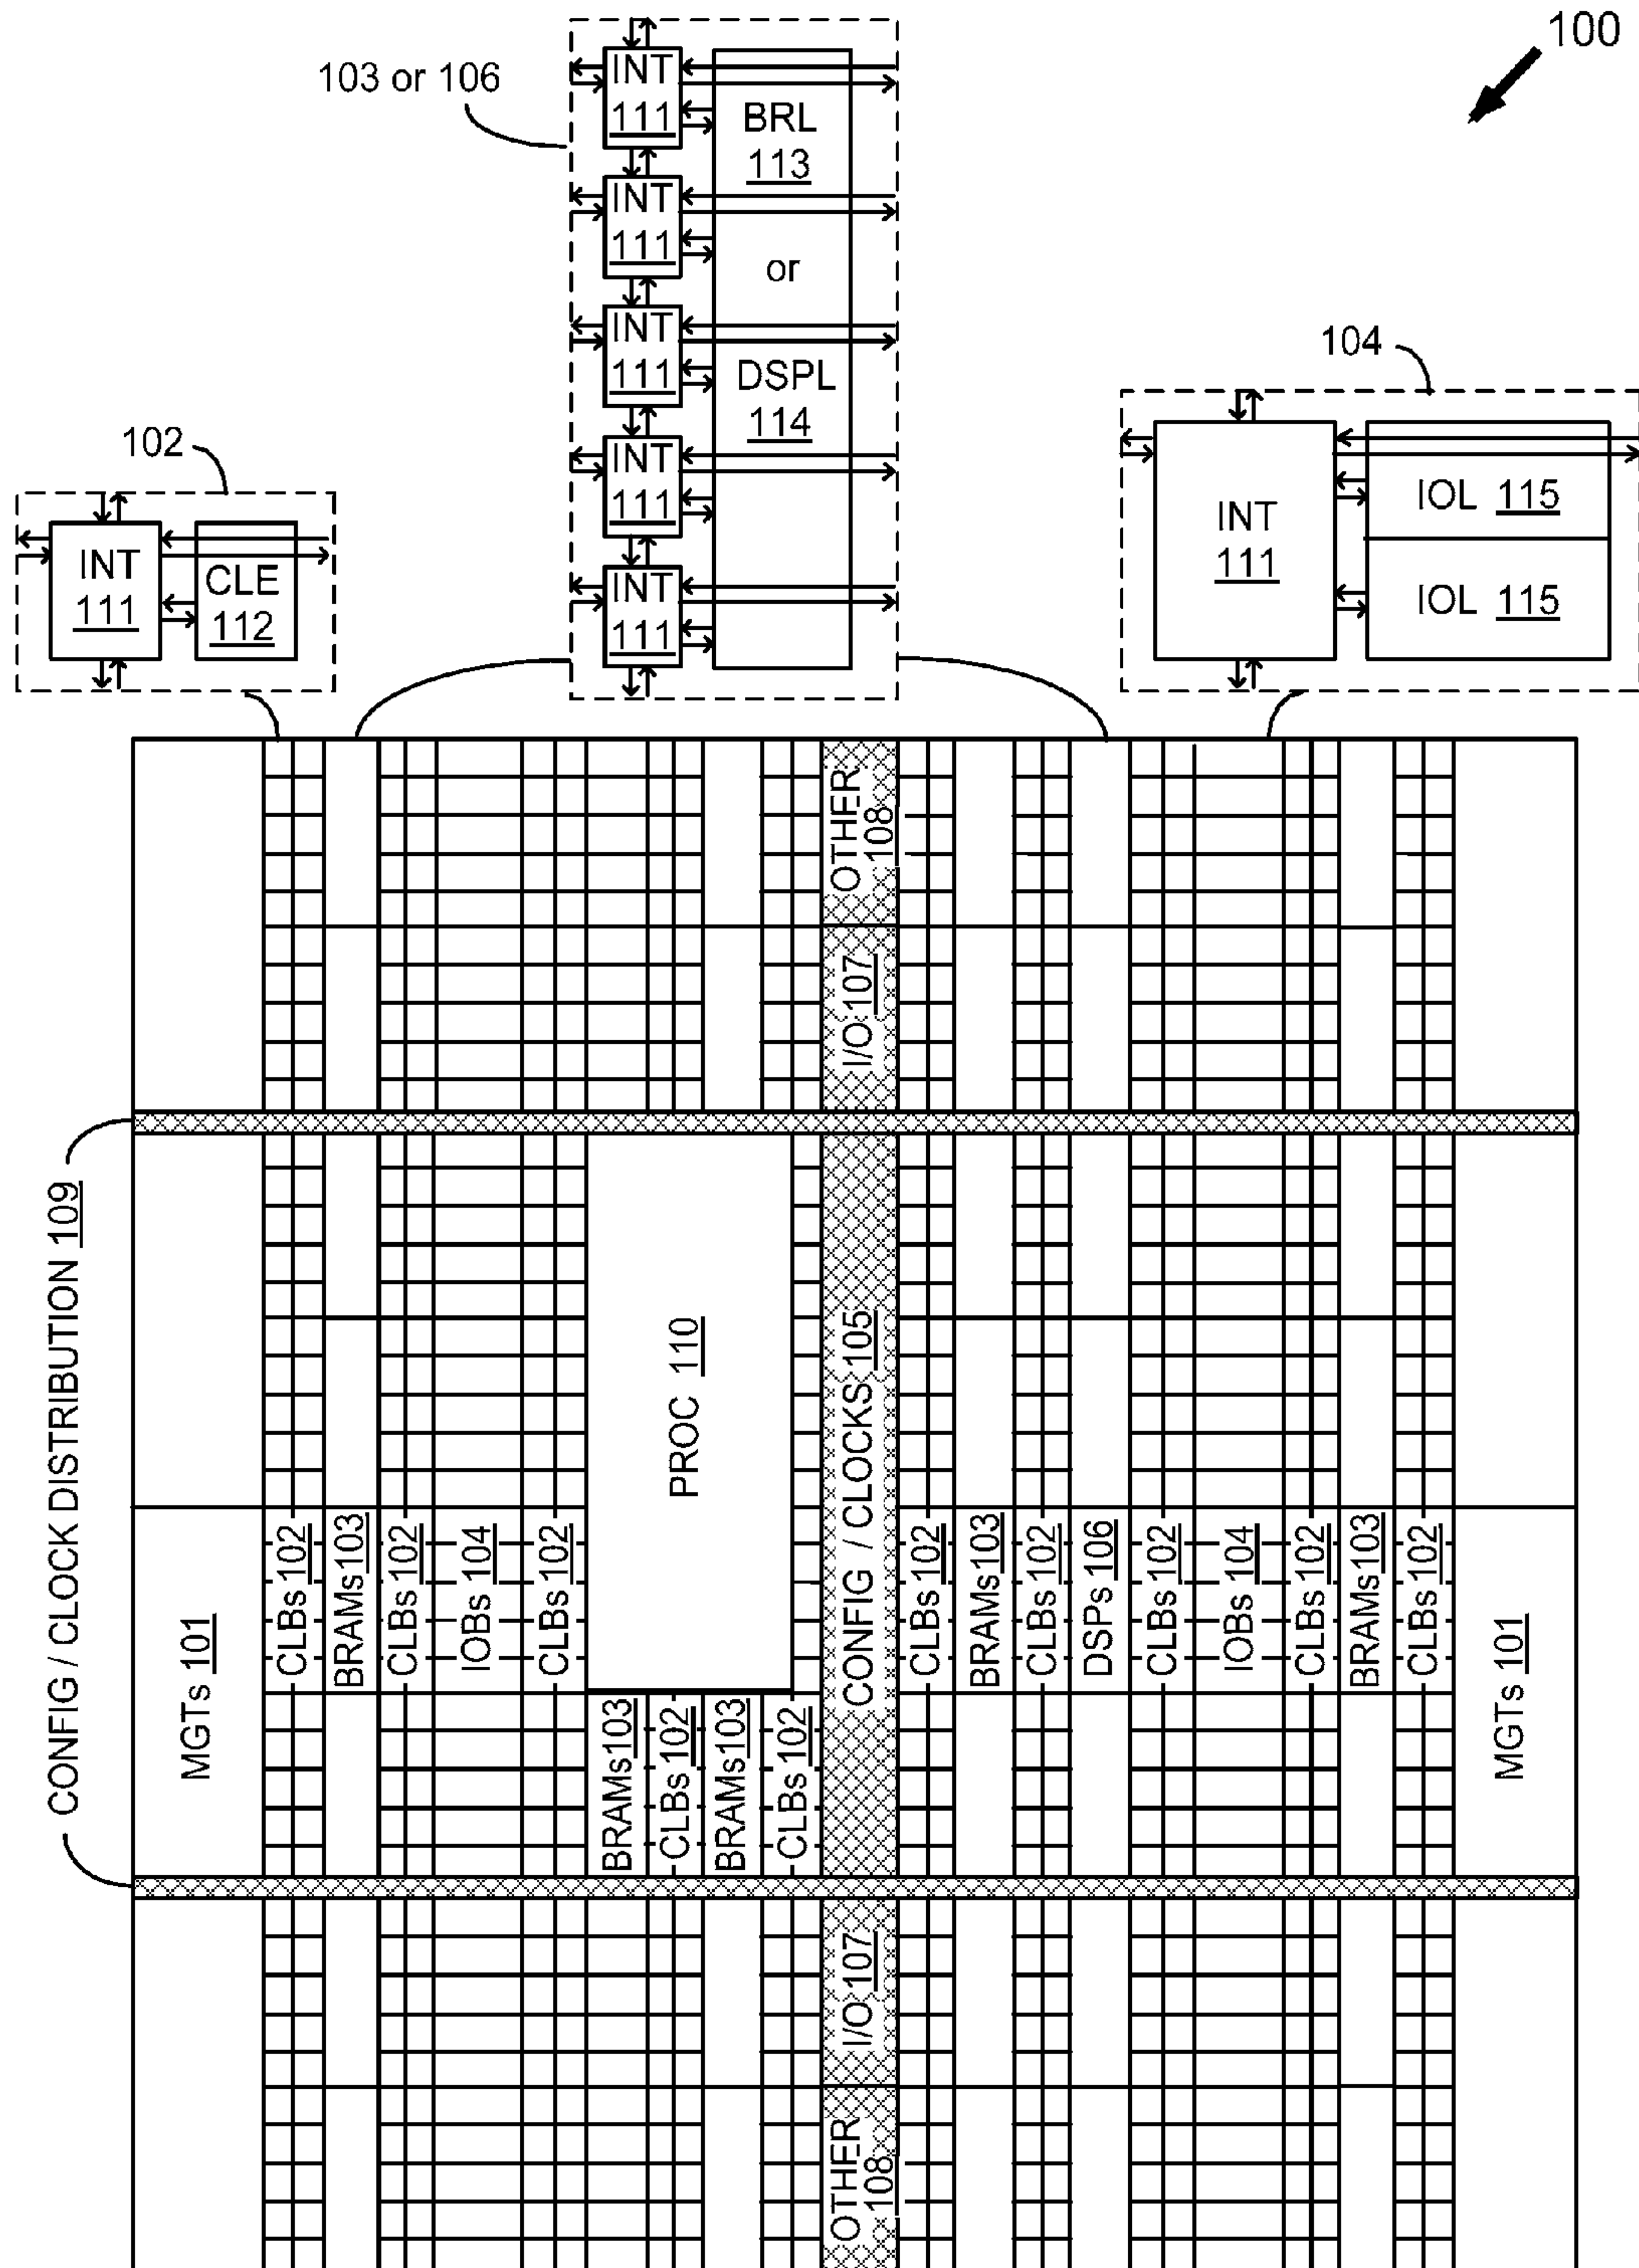 100
103 or 106
INT
111
INT
111
INT
111
INT
111
INT
111
BRL
113
or
DSPL
114
104
INT
111
IOL 115
IOL 115
102
INT
111
CLE
112
OTHER
108
I/O 107
CONFIG / CLOCK DISTRIBUTION 109
PROC 110
CONFIG / CLOCKS 105
MGTs 101
CLBs 102
BRAMs 103
CLBs 102
IOBs 104
CLBs 102
BRAMs 103
CLBs 102
BRAMs 103
CLBs 102
CLBs 102
BRAMs 103
CLBs 102
DSPs 106
CLBs 102
IOBs 104
CLBs 102
BRAMs 103
CLBs 102
MGTs 101
I/O 107
OTHER
108